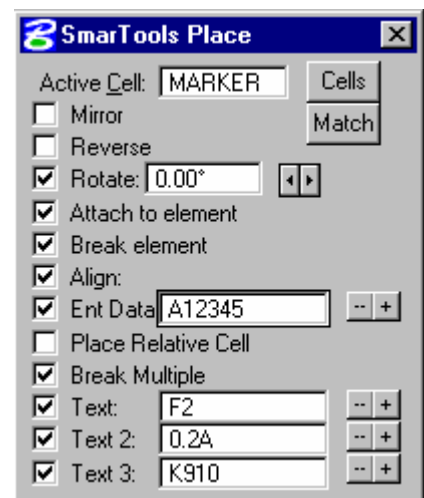 SmarTools Place
Active Cell: MARKER Cells
Mirror Match
Reverse
Rotate: 0.00°
Attach to element
Break element
Align:
Ent Data A12345 -- +
Place Relative Cell
Break Multiple
Text: F2 -- +
Text 2: 0.2A -- +
Text 3: K910 -- +